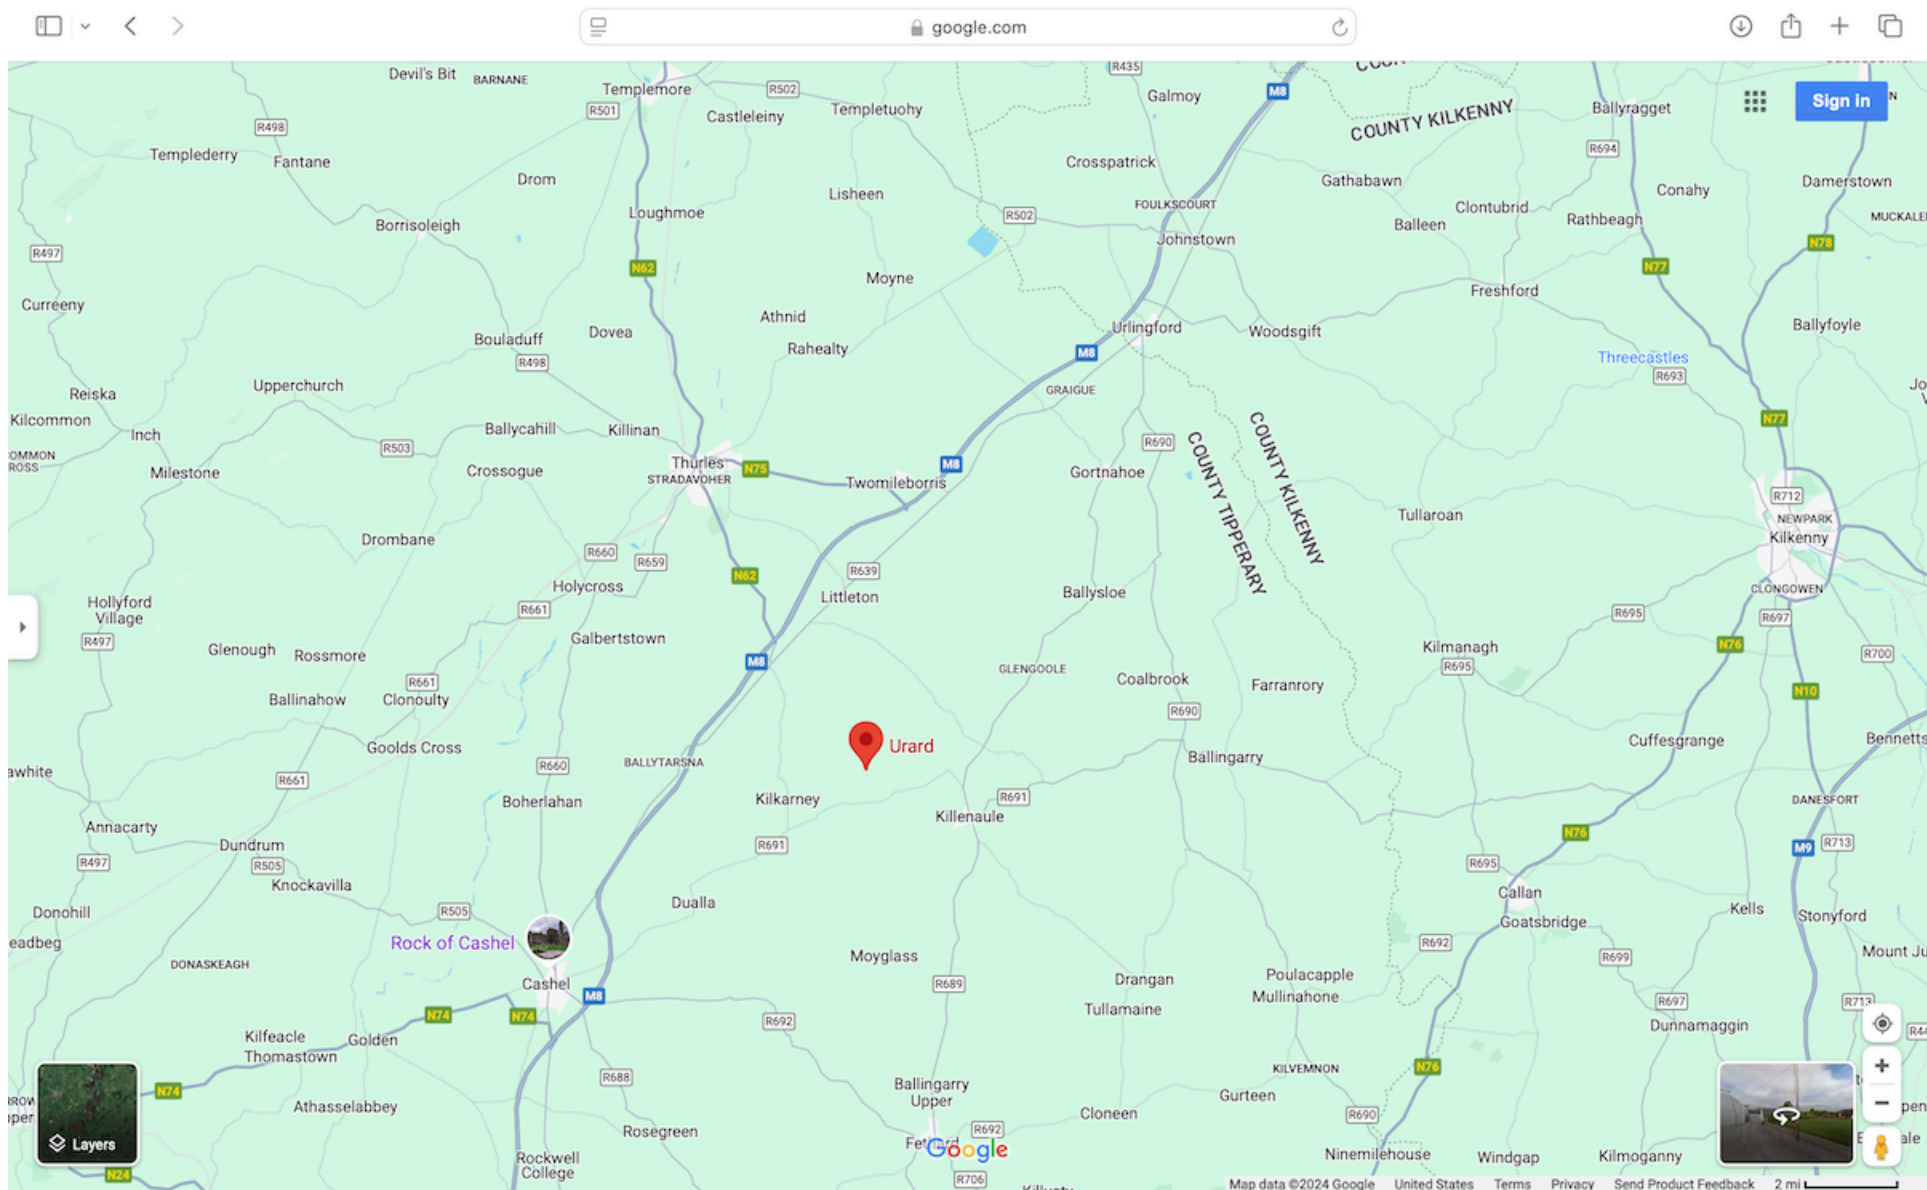 google.com
Devil's Bit
BARNANE
Templemore
R501
R502
Castleleiny
Templetuohy
R435
Galmoy
M8
COUNTY KILKENNY
Ballyragget
Sign in
R498
Templederry
Fantane
Drom
Lisheen
Crosspatrick
Gathabawn
R694
Conahy
Damerstown
Borrisoleigh
Loughmoe
R502
FOULKSCOURT
Johnstown
Balleen
Clontubrid
Rathbeagh
N78
R497
N62
Moyne
Freshford
N77
Curreeny
Bouladuff
Dovea
Athnid
Rahealty
M8
Urlingford
Woodsgift
Ballyfoyle
Threecastles
R693
R498
Reiska
Upperchurch
GRAIGUE
Kilcommon
Inch
R503
Ballycahill
Killinan
N77
R690
COUNTY KILKENNY
COUNTY TIPPERARY
Milestone
Crossogue
Thurles
STRADAVOHER
N75
Twomileborris
M8
Gortnahoe
R712
NEWPARK
Kilkenny
Tullaroan
Drombane
R660
R659
N62
R639
Holycross
Littleton
Ballysloe
CLONGOWEN
Hollyford
Village
R497
R661
R695
R697
Glenough
Rossmore
Galbertstown
M8
GLENGOOLE
Kilmanagh
R695
N76
R700
Ballinahow
R661
Clonoulty
Coalbrook
Farranrory
R690
N10
Goolds Cross
Urard
Ballingarry
Cuffesgrange
R661
R660
BALLYTARSNA
Boherlahan
Kilkarney
R691
Killenaule
DANESFORT
Annacarty
Dundrum
R505
R497
R691
N76
M9
R713
Knockavilla
R695
Callan
Donohill
R505
Dualla
Goatsbridge
Kells
Stonyford
Rock of Cashel
DONASKEAGH
Cashel
Moyglass
R692
R699
N74
N74
M8
R692
R689
Drangan
Tullamaine
Poulacapple
Mullinahone
R697
R713
Dunnamaggin
Kilfeacle
Thomastown
Golden
N74
R688
Ballingarry
Upper
KILVEMNON
N76
Athasselabbey
Rosegreen
Cloneen
Gurteen
R690
Layers
N24
Rockwell
College
R692
Google
R706
Ninemilehouse
Windgap
Kilmoganny
Map data ©2024 Google
United States
Terms
Privacy
Send Product Feedback
2 mi